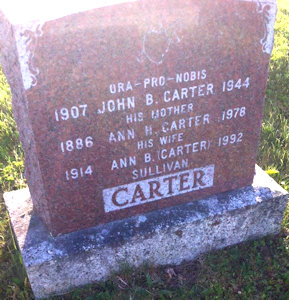 ORA-PRO-NOBIS
1907 JOHN B. CARTER 1944
HIS MOTHER
1886 ANN H. CARTER 1978
HIS WIFE
1914 ANN B. (CARTER) 1992
SULLIVAN
CARTER